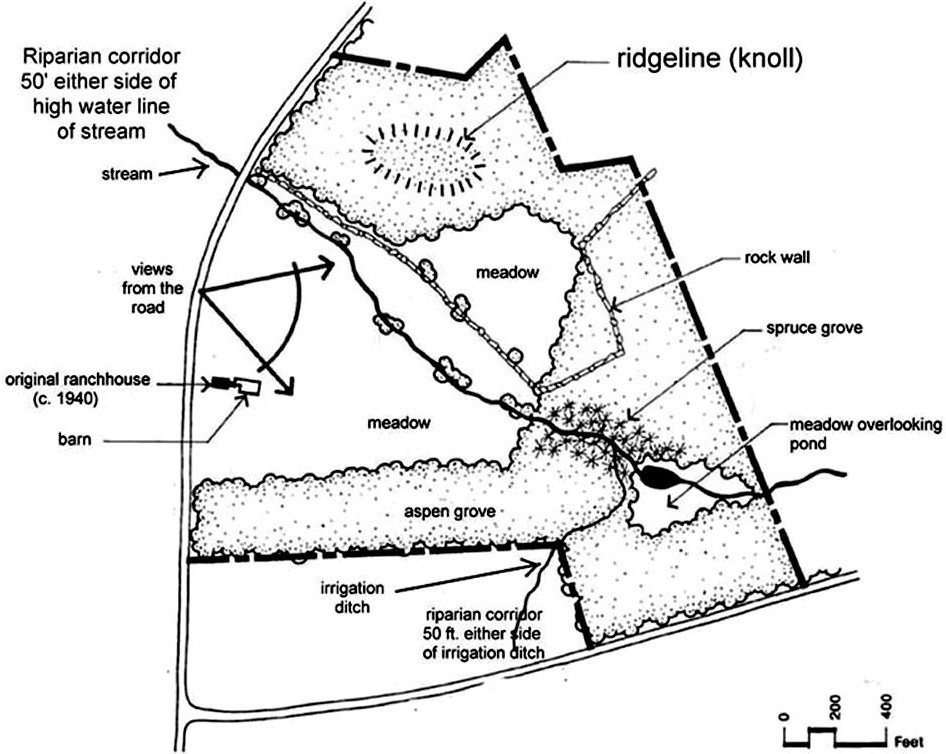 Riparian corridor
50' either side of
high water line
of stream
ridgeline (knoll)
stream
views
from the
road
meadow
rock wall
spruce grove
original ranchhouse
(c. 1940)
barn
meadow
meadow overlooking
pond
aspen grove
irrigation
ditch
riparian corridor
50 ft. either side
of irrigation ditch
0
200
400
Feet